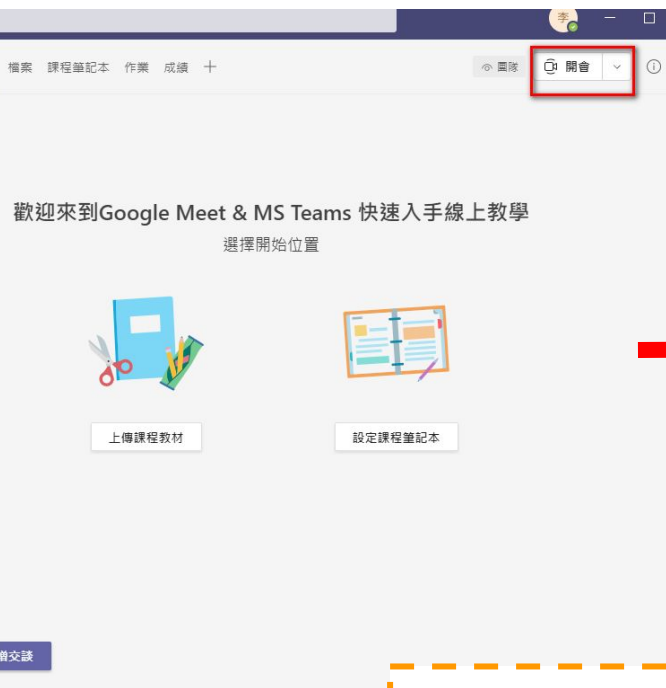 李
檔案 課程筆記本 作業 成績
團隊 開會
歡迎來到Google Meet & MS Teams 快速入手線上教學
選擇開始位置
上傳課程教材 設定課程筆記本
增交談